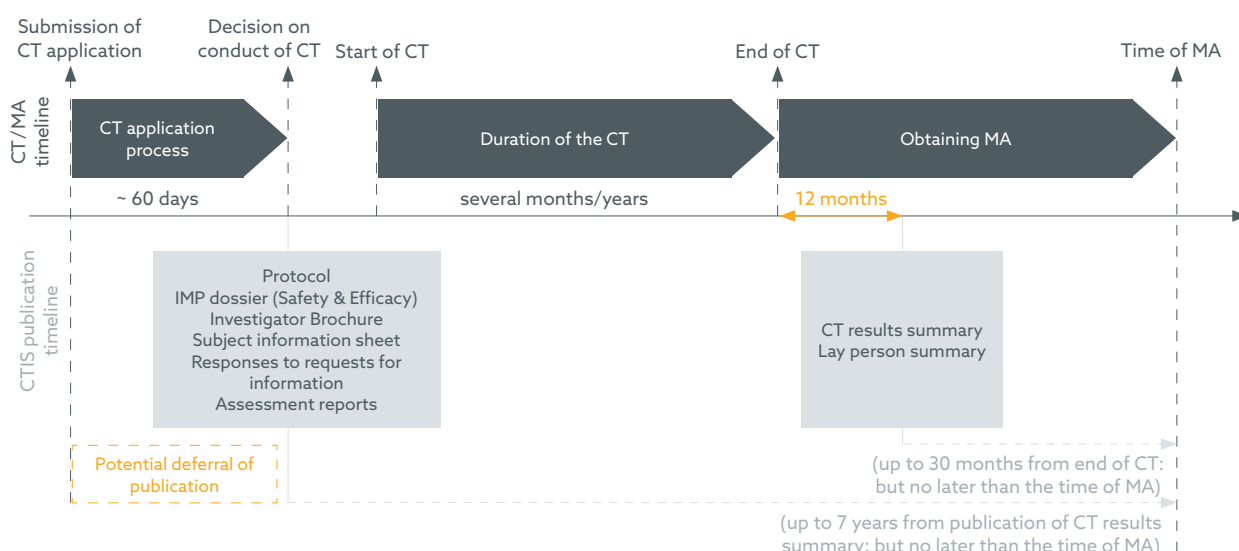 Submission of
CT application
Decision on
conduct of CT
Start of CT
End of CT
Time of MA
CT/MA
timeline
CT application
process
Duration of the CT
Obtaining MA
~ 60 days
several months/years
12 months
CTIS publication
timeline
Protocol
IMP dossier (Safety & Efficacy)
Investigator Brochure
Subject information sheet
Responses to requests for
information
Assessment reports
CT results summary
Lay person summary
Potential deferral of
publication
(up to 30 months from end of CT:
but no later than the time of MA)
(up to 7 years from publication of CT results
summary: but no later than the time of MA)